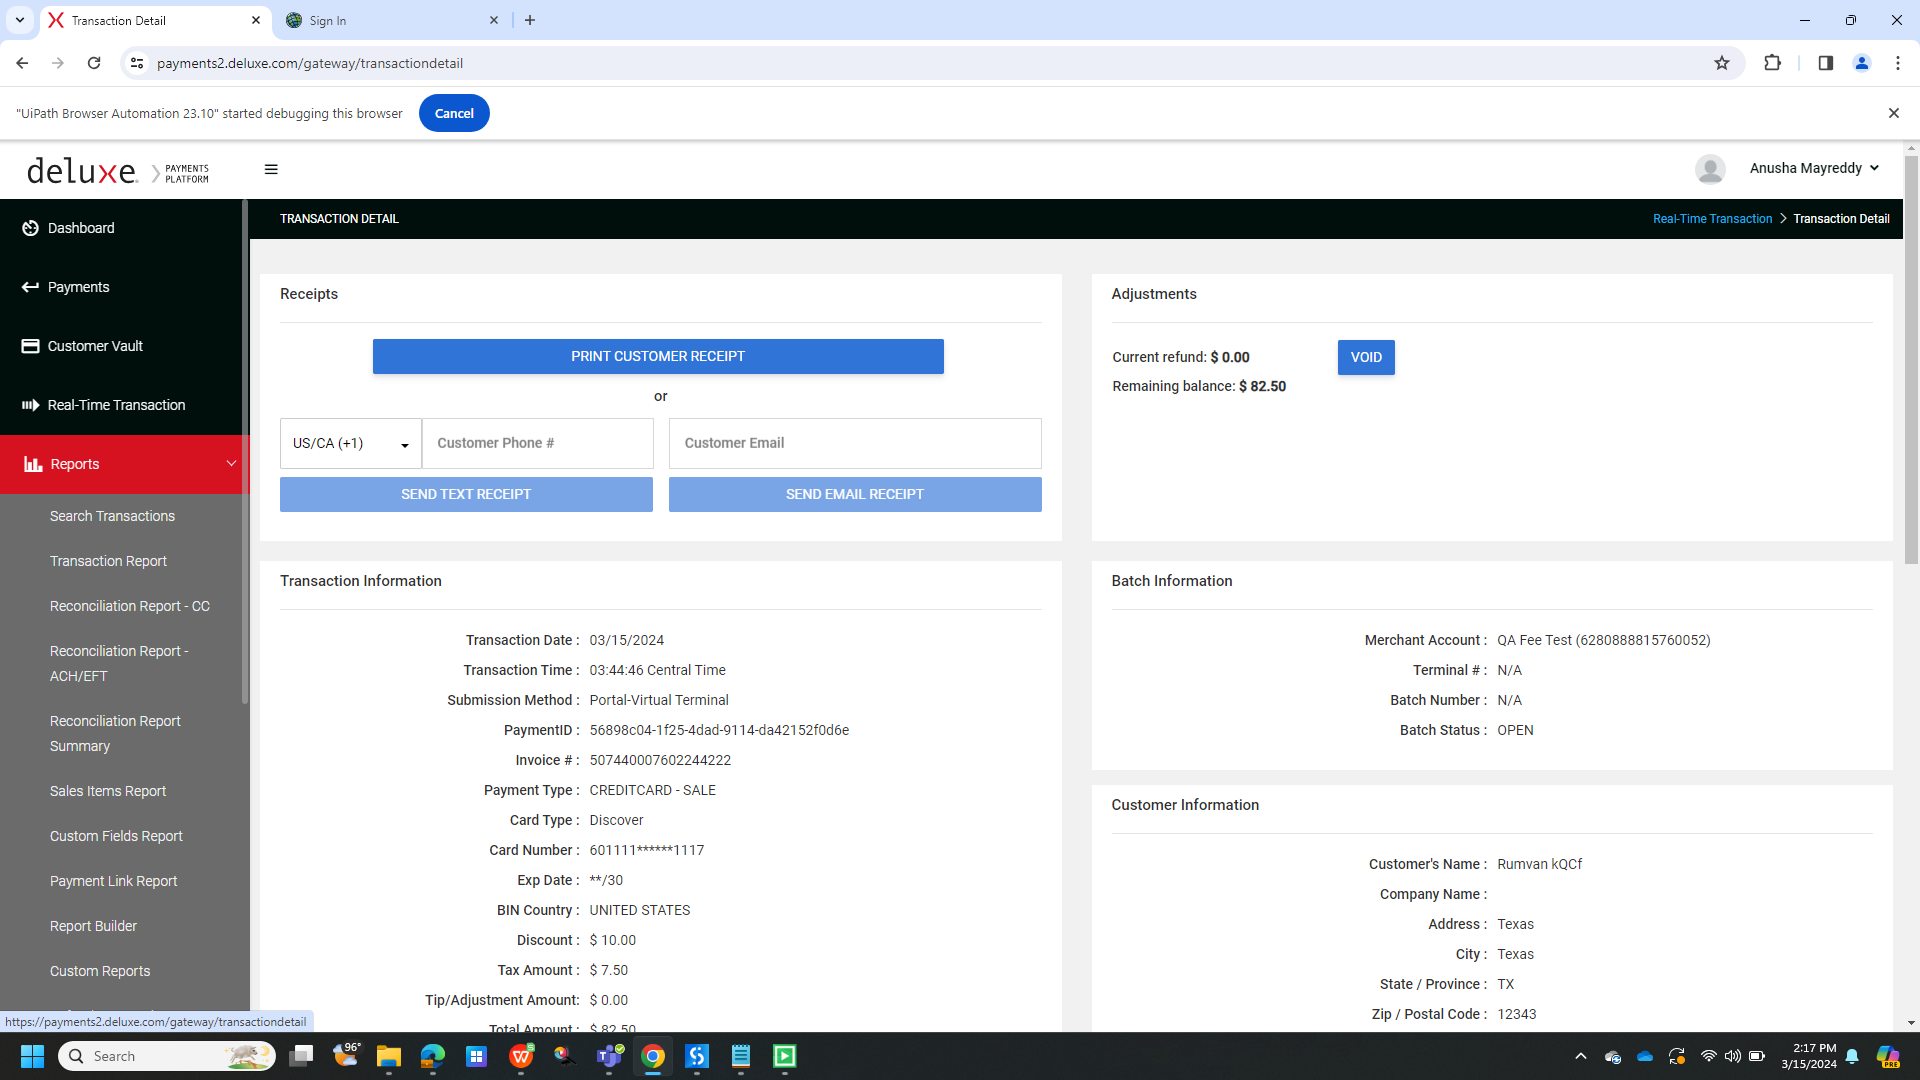 Transaction Detail
Sign In
payments2.deluxe.com/gateway/transactiondetail
"UiPath Browser Automation 23.10" started debugging this browser
Cancel
deluxe.
PAYMENTS
PLATFORM
Anusha Mayreddy
Dashboard
Payments
Customer Vault
Real-Time Transaction
Reports
Search Transactions
Transaction Report
Reconciliation Report - CC
Reconciliation Report -
ACH/EFT
Reconciliation Report
Summary
Sales Items Report
Custom Fields Report
Payment Link Report
Report Builder
Custom Reports
TRANSACTION DETAIL
Real-Time Transaction > Transaction Detail
Receipts
PRINT CUSTOMER RECEIPT
or
US/CA (+1)
Customer Phone #
Customer Email
SEND TEXT RECEIPT
SEND EMAIL RECEIPT
Adjustments
Current refund: $ 0.00
VOID
Remaining balance: $ 82.50
Transaction Information
Transaction Date : 03/15/2024
Transaction Time : 03:44:46 Central Time
Submission Method : Portal-Virtual Terminal
PaymentID : 56898c04-1f25-4dad-9114-da42152f0d6e
Invoice # : 507440007602244222
Payment Type : CREDITCARD - SALE
Card Type : Discover
Card Number : 601111******1117
Exp Date : **/30
BIN Country : UNITED STATES
Discount : $ 10.00
Tax Amount : $ 7.50
Tip/Adjustment Amount: $ 0.00
Total Amount : $ 82.50
Batch Information
Merchant Account : QA Fee Test (6280888815760052)
Terminal # : N/A
Batch Number : N/A
Batch Status : OPEN
Customer Information
Customer's Name : Rumvan kQCf
Company Name :
Address : Texas
City : Texas
State / Province : TX
Zip / Postal Code : 12343
https://payments2.deluxe.com/gateway/transactiondetail
Search
96°
2:17 PM
3/15/2024
PRE